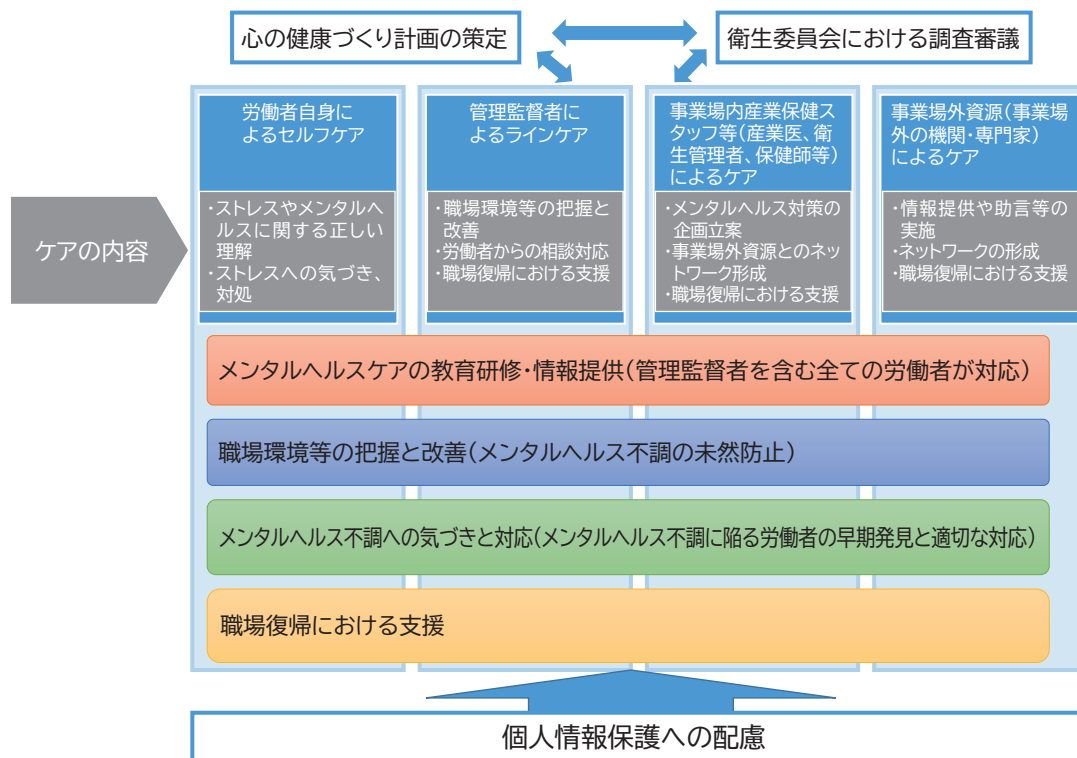 心の健康づくり計画の策定
衛生委員会における調査審議
労働者自身に
よるセルフケア
管理監督者に
よるラインケア
事業場内産業保健ス
タッフ等(産業医、衛
生管理者、保健師等)
によるケア
事業場外資源(事業場
外の機関・専門家)
によるケア
ケアの内容
・ストレスやメンタルヘ
ルスに関する正しい
理解
・ストレスへの気づき、
対処
・職場環境等の把握と
改善
・労働者からの相談対応
・職場復帰における支援
・メンタルヘルス対策の
企画立案
・事業場外資源とのネッ
トワーク形成
・職場復帰における支援
・情報提供や助言等の
実施
・ネットワークの形成
・職場復帰における支援
メンタルヘルスケアの教育研修・情報提供(管理監督者を含む全ての労働者が対応)
職場環境等の把握と改善(メンタルヘルス不調の未然防止)
メンタルヘルス不調への気づきと対応(メンタルヘルス不調に陥る労働者の早期発見と適切な対応)
職場復帰における支援
個人情報保護への配慮